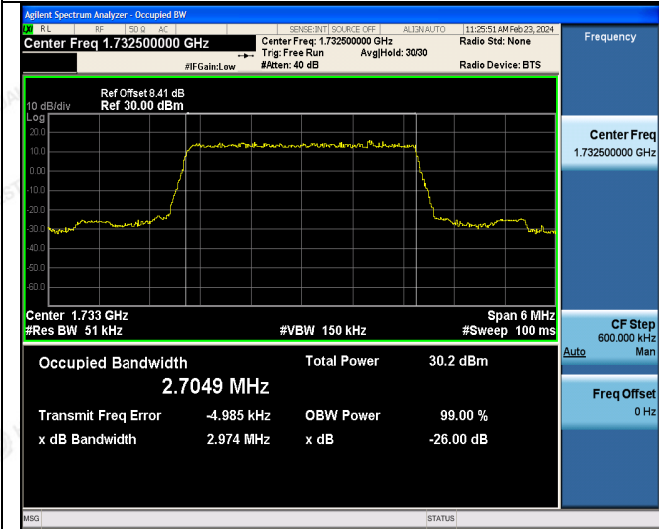 Agilent Spectrum Analyzer - Occupied BW
RL RF 50 Ω AC SENSE:INT SOURCE OFF ALIGN AUTO 11:25:51 AM Feb 23, 2024
Center Freq 1.732500000 GHz Center Freq: 1.732500000 GHz Radio Std: None
Trig: Free Run Avg|Hold: 30/30
#IFGain:Low #Atten: 40 dB Radio Device: BTS
Frequency
Ref Offset 8.41 dB
10 dB/div Ref 30.00 dBm
Log
20.0
10.0
0.00
-10.0
-20.0
-30.0
-40.0
-50.0
-60.0
Center 1.733 GHz Span 6 MHz
#Res BW 51 kHz #VBW 150 kHz #Sweep 100 ms
Center Freq
1.732500000 GHz
CF Step
600.000 kHz
Auto Man
Freq Offset
0 Hz
Occupied Bandwidth Total Power 30.2 dBm
2.7049 MHz
Transmit Freq Error -4.985 kHz OBW Power 99.00 %
x dB Bandwidth 2.974 MHz x dB -26.00 dB
MSG STATUS